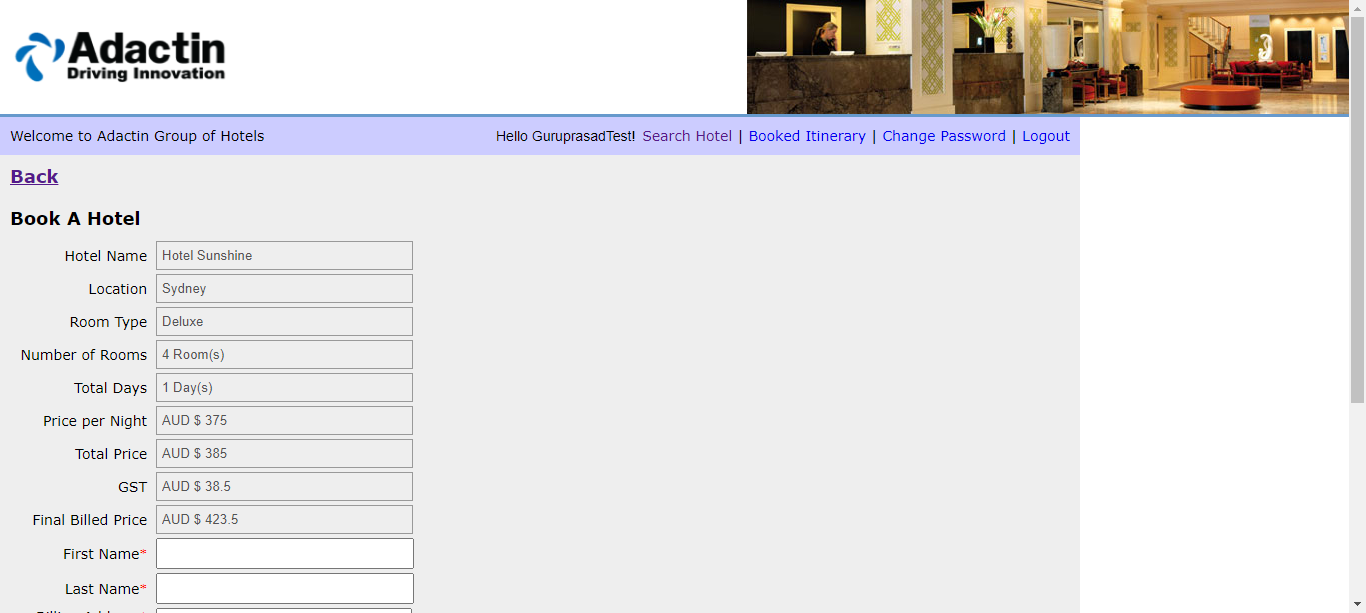 Adactin
Driving Innovation
Welcome to Adactin Group of Hotels
Hello GuruprasadTest! Search Hotel | Booked Itinerary | Change Password | Logout
Back
Book A Hotel
Hotel Name Hotel Sunshine
Location Sydney
Room Type Deluxe
Number of Rooms 4 Room(s)
Total Days 1 Day(s)
Price per Night AUD $ 375
Total Price AUD $ 385
GST AUD $ 38.5
Final Billed Price AUD $ 423.5
First Name*
Last Name*